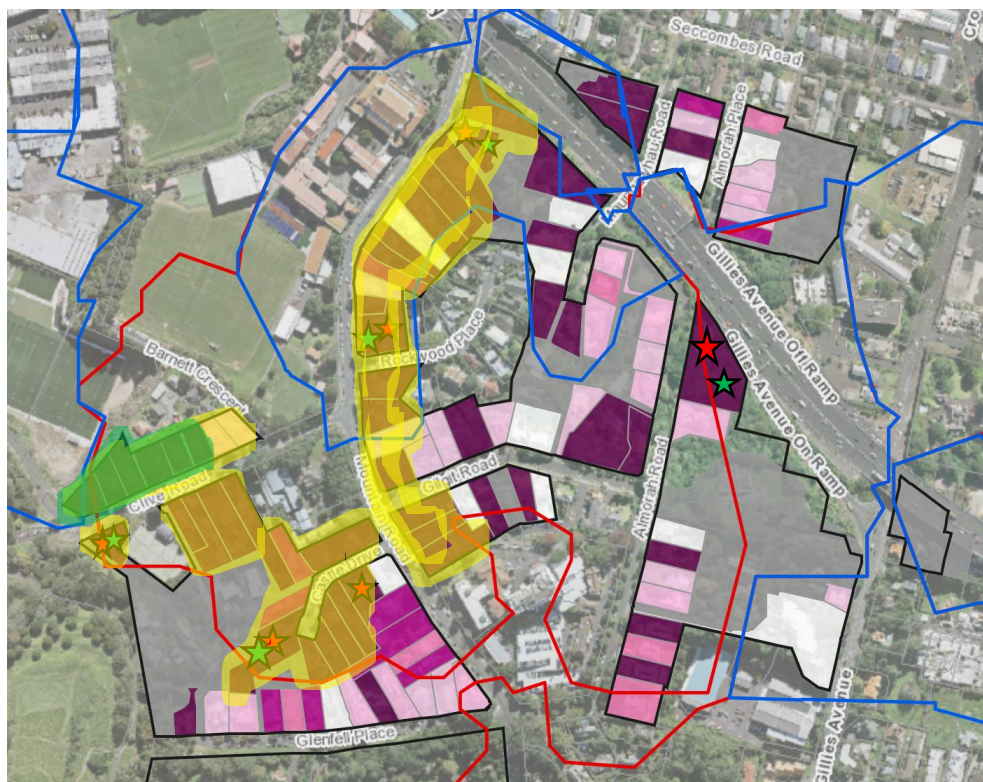 Seccombes Road
Almorah Place
Gillies Avenue Off Ramp
Gillies Avenue On Ramp
Rockwood Place
Barnett Crescent
Clive Road
Gilgit Road
Almorah Road
Castle Drive
Glenfell Place
Gillies Avenue